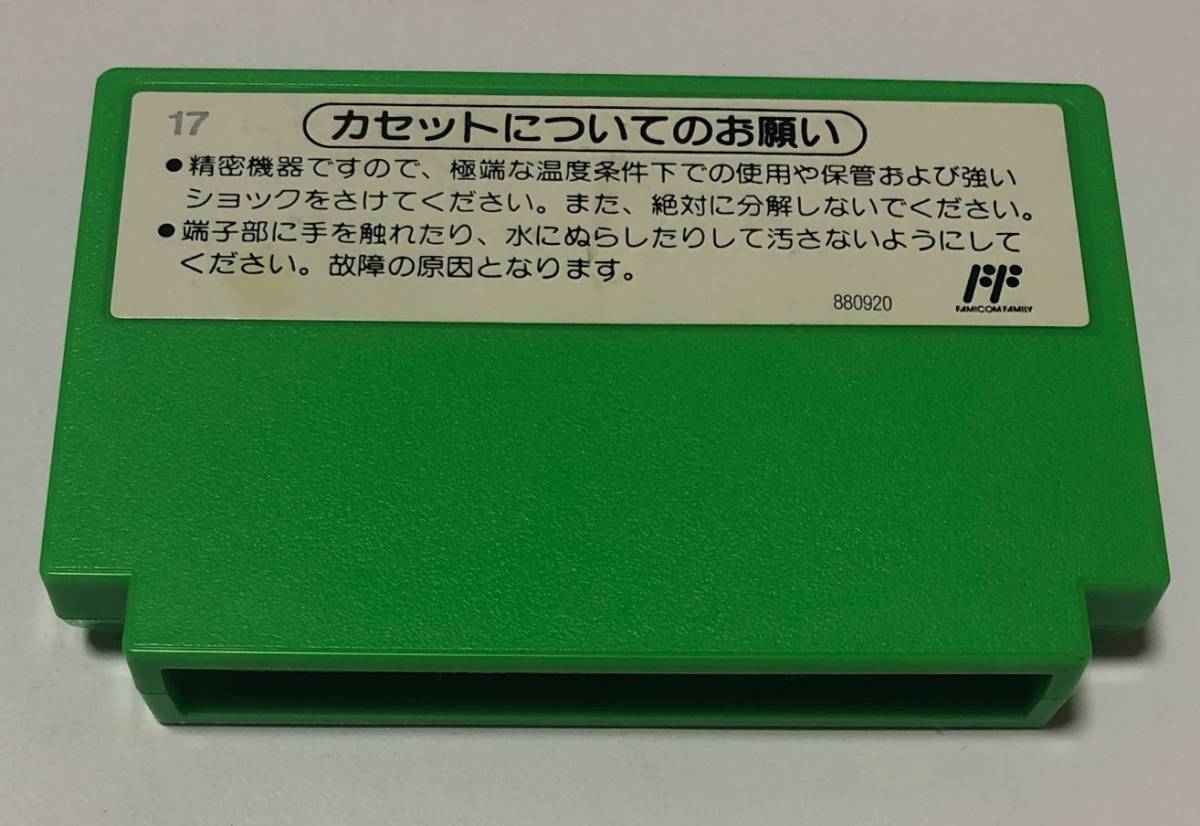 17
カセットについてのお願い
●精密機器ですので、極端な温度条件下での使用や保管および強い
ショックをさけてください。また、絶対に分解しないでください。
●端子部に手を触れたり、水にぬらしたりして汚さないようにして
ください。故障の原因となります。
880920
FAMICOM FAMILY